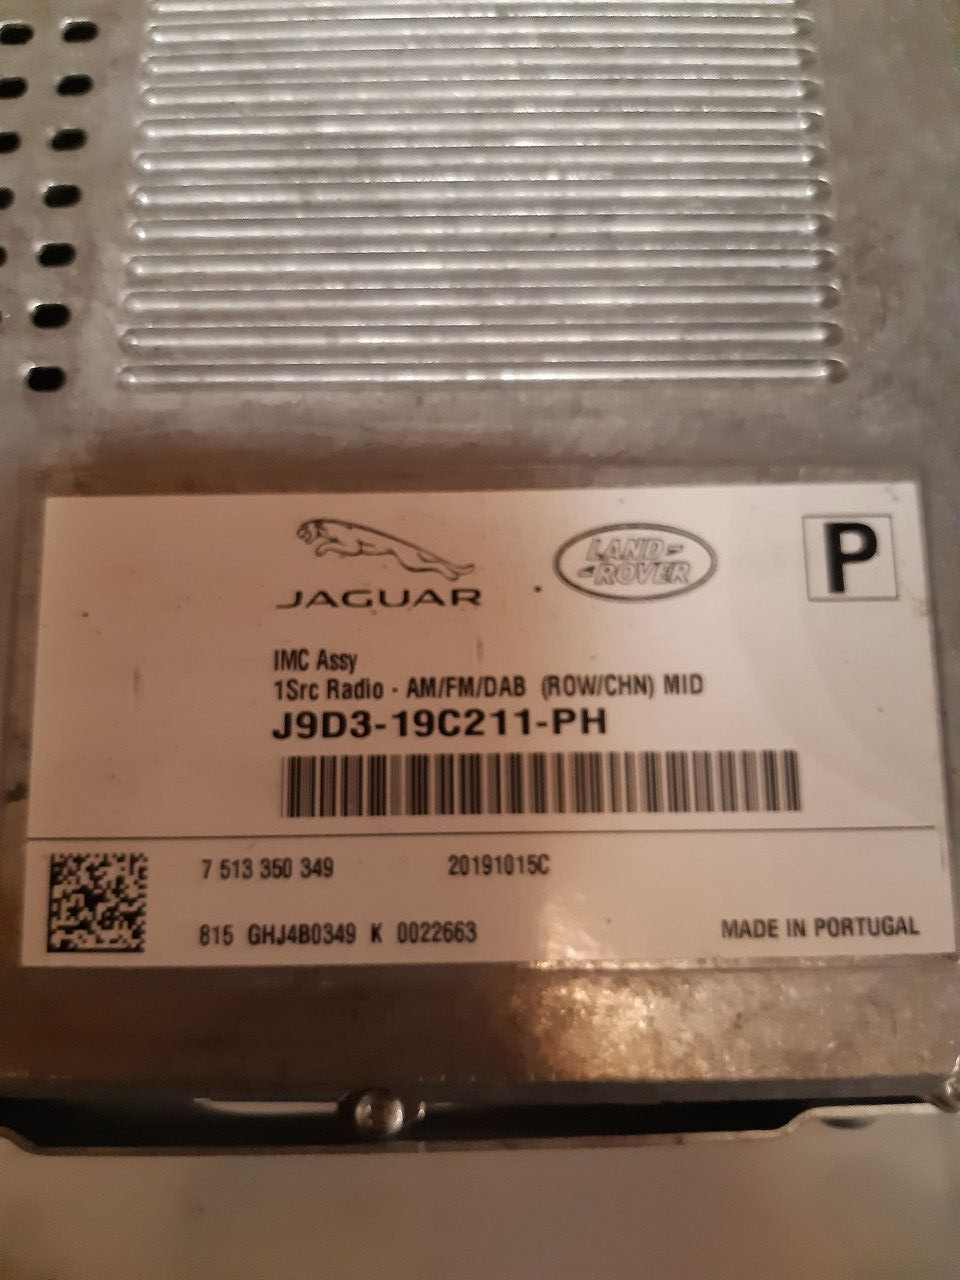 JAGUAR
LAND
ROVER
P
IMC Assy
1Src Radio - AM/FM/DAB (ROW/CHN) MID
J9D3-19C211-PH
7 513 350 349
20191015C
815 GHJ4B0349 K 0022663
MADE IN PORTUGAL